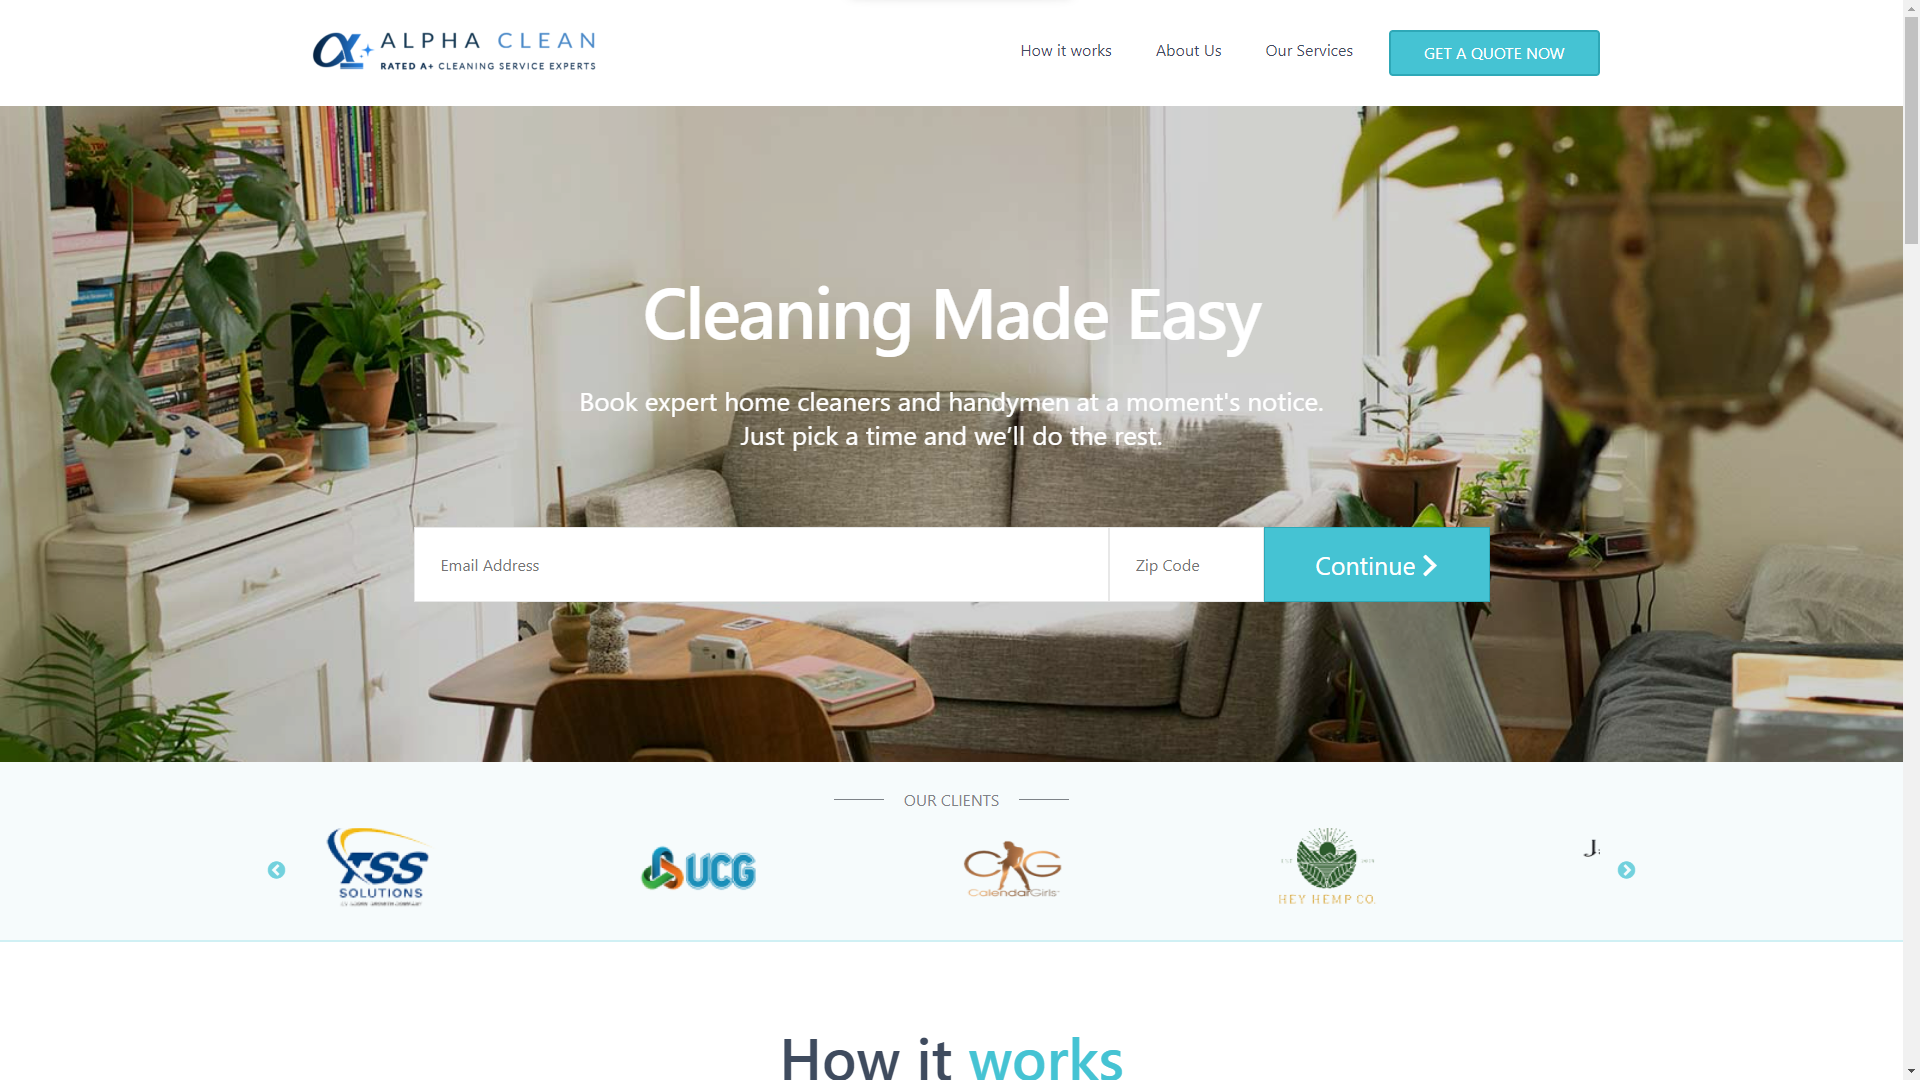 ALPHA CLEAN
RATED A+ CLEANING SERVICE EXPERTS
How it works
About Us
Our Services
GET A QUOTE NOW
Cleaning Made Easy
Book expert home cleaners and handymen at a moment's notice.
Just pick a time and we’ll do the rest.
Email Address
Zip Code
Continue
OUR CLIENTS
TSS
SOLUTIONS
UCG
CG
CalendarGirls
HEY HEMP CO.
How it works